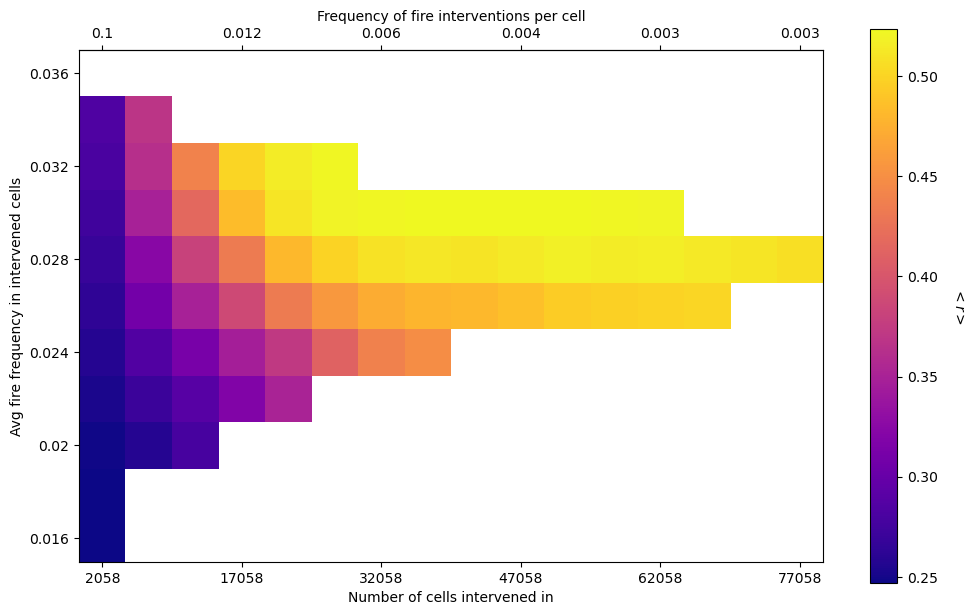 Frequency of fire interventions per cell
0.1 0.012 0.006 0.004 0.003 0.003
0.036
0.032
0.028
0.024
0.02
0.016
Avg fire frequency in intervened cells
2058 17058 32058 47058 62058 77058
Number of cells intervened in
0.50
0.45
0.40
0.35
0.30
0.25
< r >